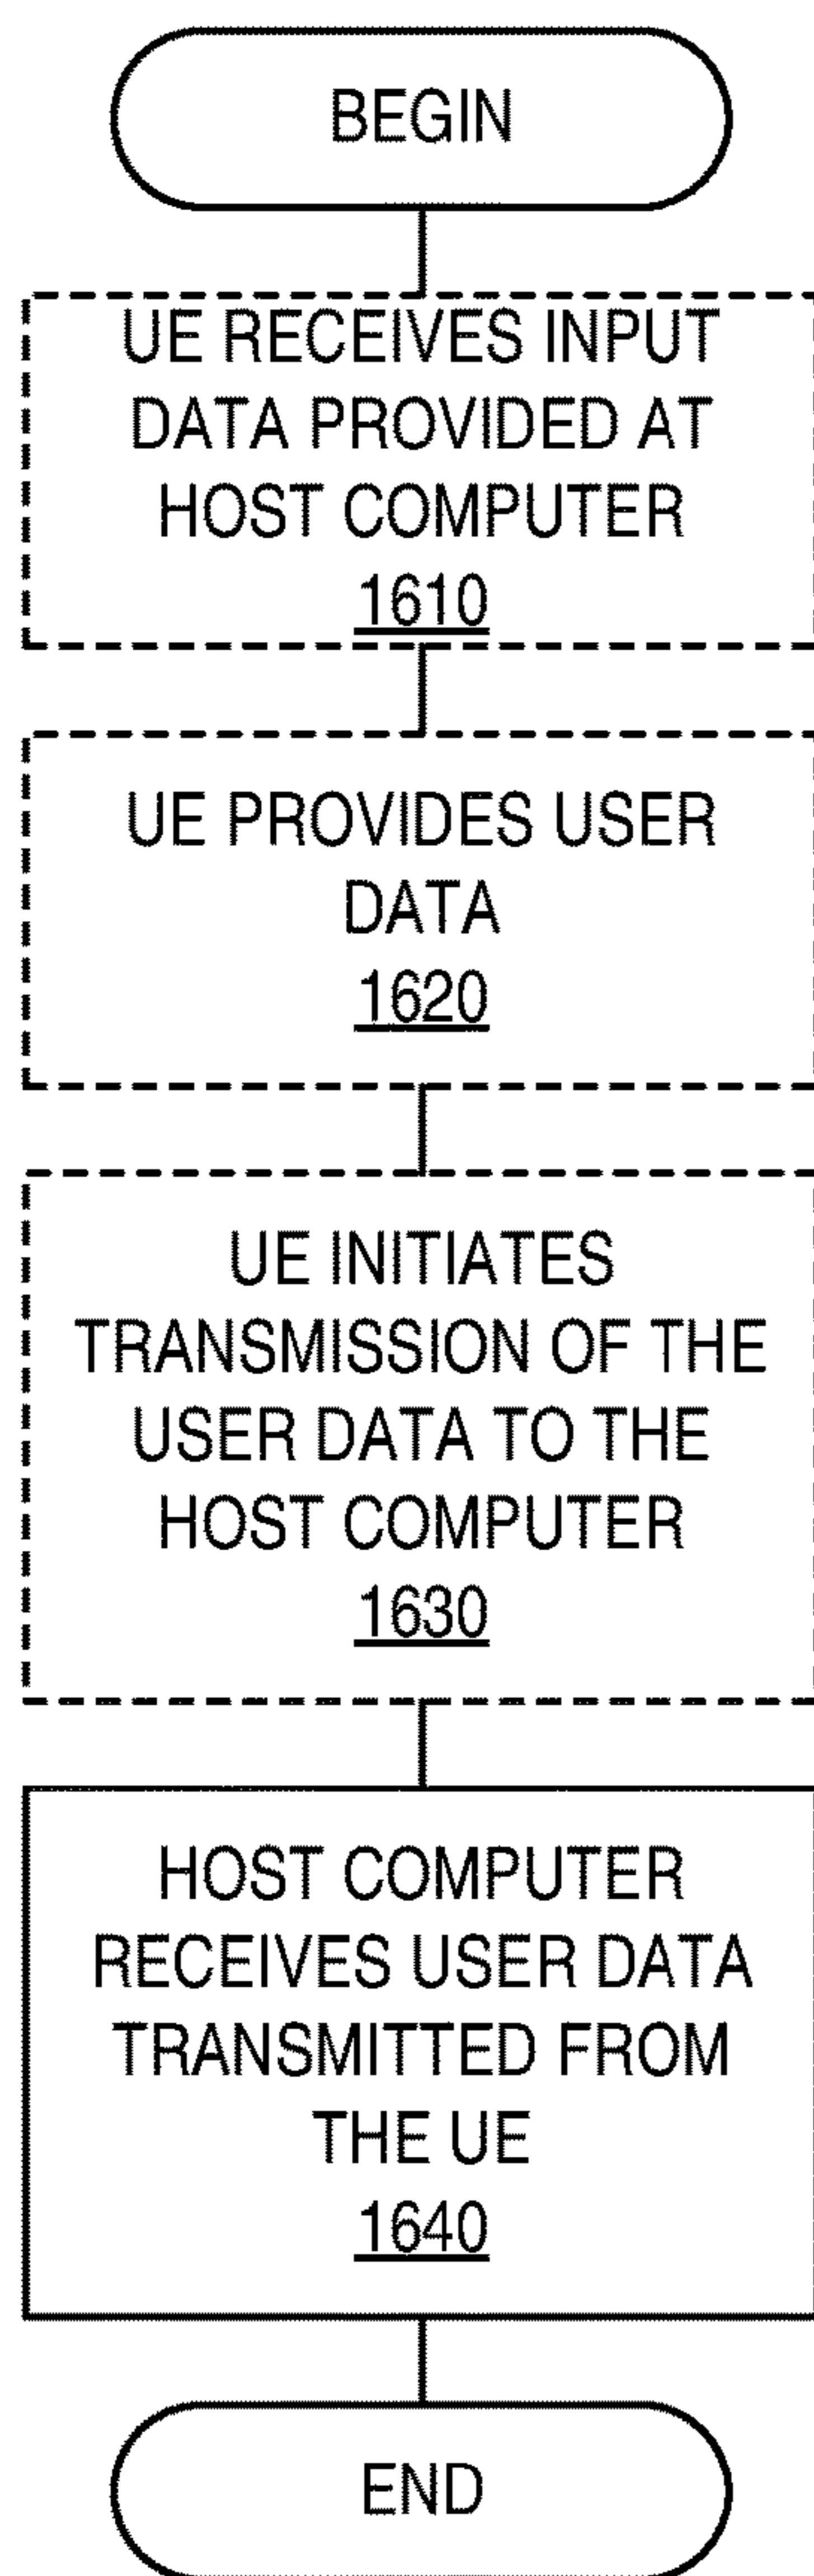 BEGIN
UE RECEIVES INPUT
DATA PROVIDED AT
HOST COMPUTER
1610
UE PROVIDES USER
DATA
1620
UE INITIATES
TRANSMISSION OF THE
USER DATA TO THE
HOST COMPUTER
1630
HOST COMPUTER
RECEIVES USER DATA
TRANSMITTED FROM
THE UE
1640
END